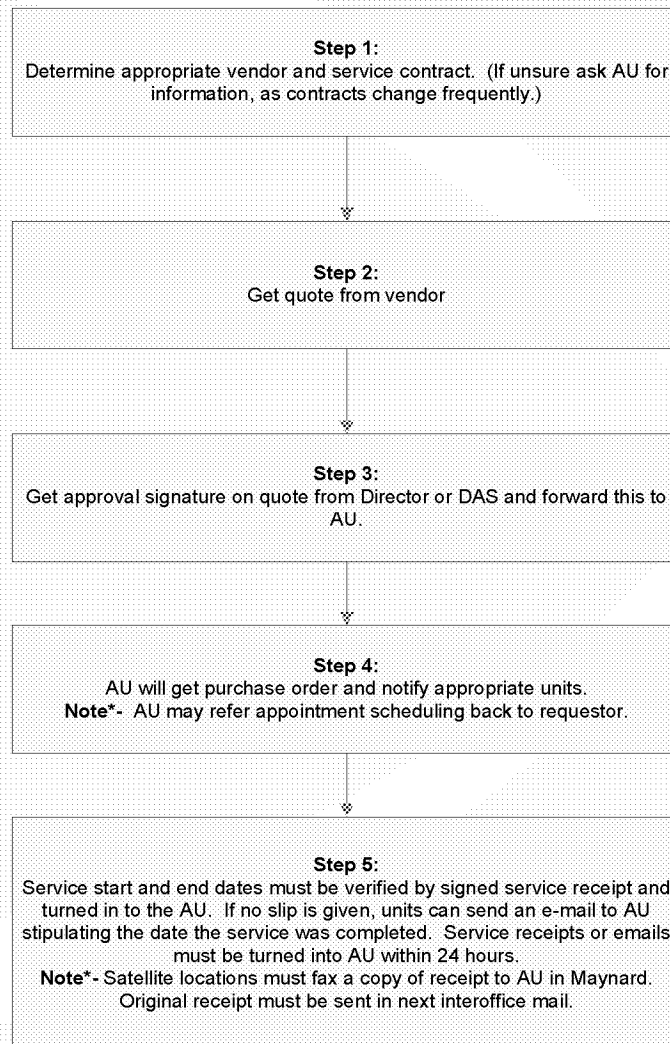 Step 1:
Determine appropriate vendor and service contract.  (If unsure ask AU for
information, as contracts change frequently.)
Step 2:
Get quote from vendor
Step 3:
Get approval signature on quote from Director or DAS and forward this to
AU.
Step 4:
AU will get purchase order and notify appropriate units.
Note*-  AU may refer appointment scheduling back to requestor.
Step 5:
Service start and end dates must be verified by signed service receipt and
turned in to the AU.  If no slip is given, units can send an e-mail to AU
stipulating the date the service was completed.  Service receipts or emails
must be turned into AU within 24 hours.
Note*- Satellite locations must fax a copy of receipt to AU in Maynard.
Original receipt must be sent in next interoffice mail.